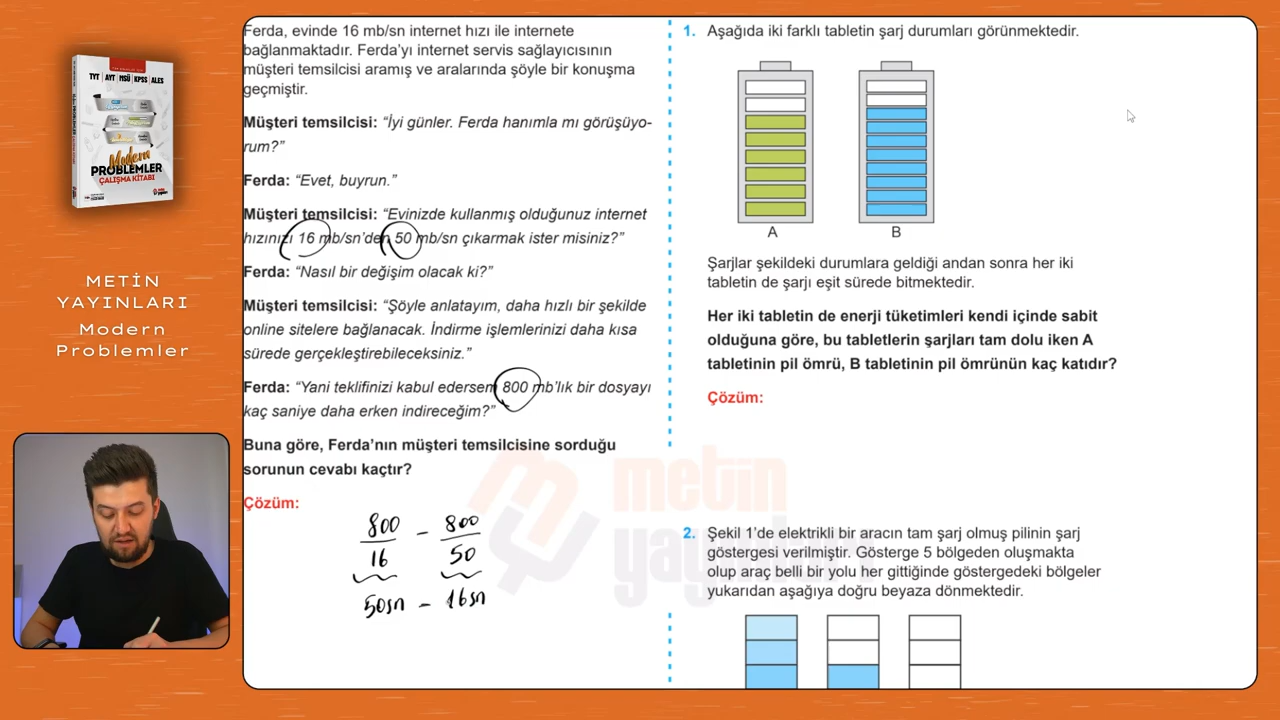 TYT AYT MSÜ KPSS ALES
Modern
PROBLEMLER
ÇALIŞMA KİTABI
METİN
YAYINLARI
Modern
Problemler
Ferda, evinde 16 mb/sn internet hızı ile internete
bağlanmaktadır. Ferda'yı internet servis sağlayıcısının
müşteri temsilcisi aramış ve aralarında şöyle bir konuşma
geçmiştir.
Müşteri temsilcisi: “İyi günler. Ferda hanımla mı görüşüyo-
rum?”
Ferda: “Evet, buyrun.”
Müşteri temsilcisi: “Evinizde kullanmış olduğunuz internet
hızınızı 16 mb/sn'den 50 mb/sn çıkarmak ister misiniz?”
Ferda: “Nasıl bir değişim olacak ki?”
Müşteri temsilcisi: “Şöyle anlatayım, daha hızlı bir şekilde
online sitelere bağlanacak. İndirme işlemlerinizi daha kısa
sürede gerçekleştirebileceksiniz.”
Ferda: “Yani teklifinizi kabul edersem 800 mb'lık bir dosyayı
kaç saniye daha erken indireceğim?”
Buna göre, Ferda'nın müşteri temsilcisine sorduğu
sorunun cevabı kaçtır?
Çözüm:
800 – 800
16 50
50sn – 16sn
metin
yayınları
1. Aşağıda iki farklı tabletin şarj durumları görünmektedir.
A B
Şarjlar şekildeki durumlara geldiği andan sonra her iki
tabletin de şarjı eşit sürede bitmektedir.
Her iki tabletin de enerji tüketimleri kendi içinde sabit
olduğuna göre, bu tabletlerin şarjları tam dolu iken A
tabletinin pil ömrü, B tabletinin pil ömrünün kaç katıdır?
Çözüm:
2. Şekil 1'de elektrikli bir aracın tam şarj olmuş pilinin şarj
göstergesi verilmiştir. Gösterge 5 bölgeden oluşmakta
olup araç belli bir yolu her gittiğinde göstergedeki bölgeler
yukarıdan aşağıya doğru beyaza dönmektedir.